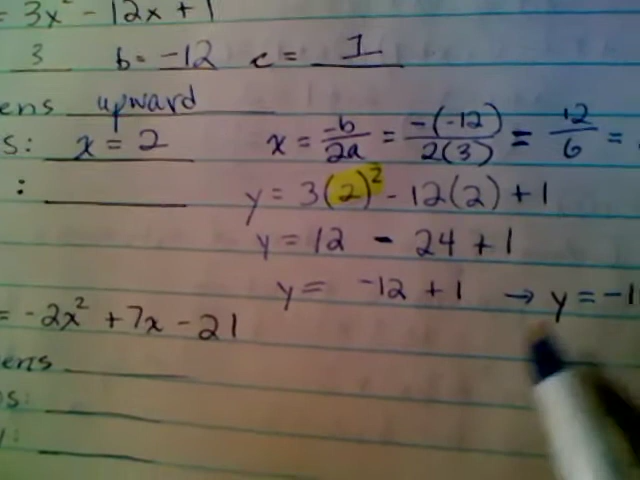 = 3x² - 12x + 1
3 b = -12 c = 1
ens upward
s: x = 2 x = -b/2a = -(-12)/2(3) = 12/6 =
: y = 3(2)² - 12(2) + 1
y = 12 - 24 + 1
y = -12 + 1 → y = -1
= -2x² + 7x - 21
ens
s:
: